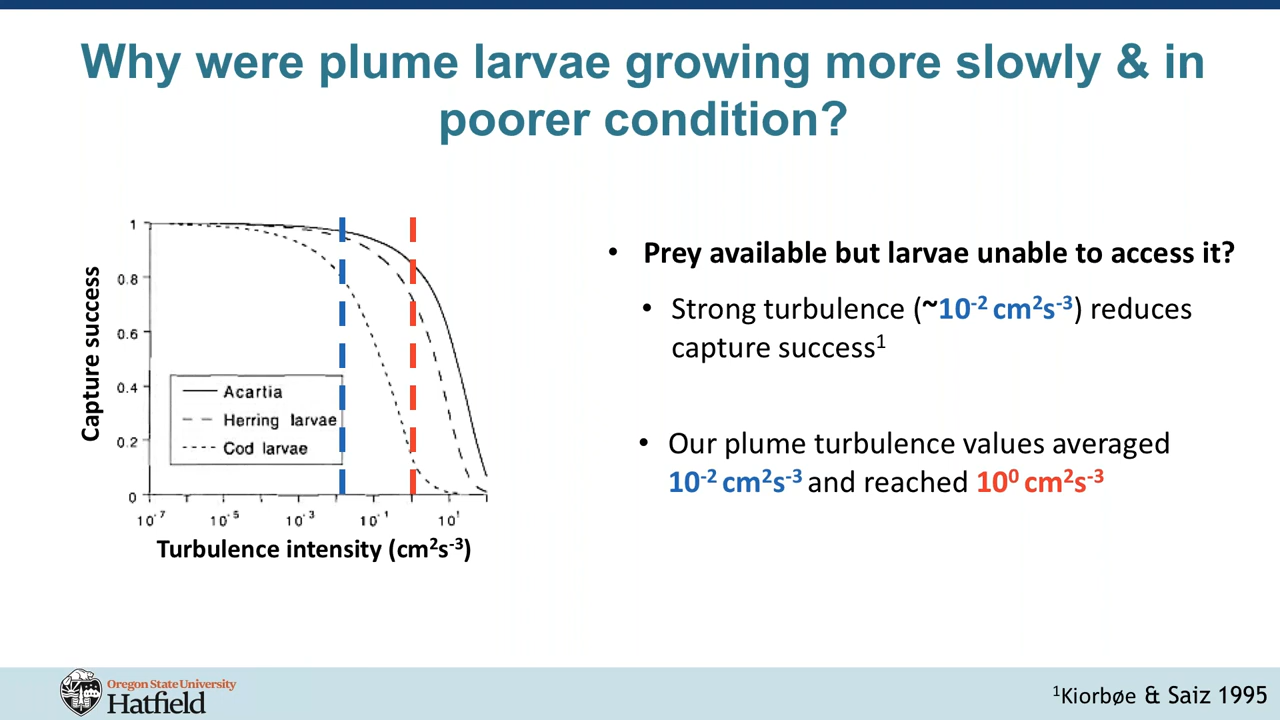 Why were plume larvae growing more slowly & in
poorer condition?
1
0.8
0.6
0.4
0.2
0
Capture success
Acartia
Herring larvae
Cod larvae
10⁻⁷ 10⁻⁵ 10⁻³ 10⁻¹ 10¹
Turbulence intensity (cm²s⁻³)
• Prey available but larvae unable to access it?
• Strong turbulence (~10⁻² cm²s⁻³) reduces
capture success¹
• Our plume turbulence values averaged
10⁻² cm²s⁻³ and reached 10⁰ cm²s⁻³
Oregon State University
Hatfield
¹Kiorbøe & Saiz 1995